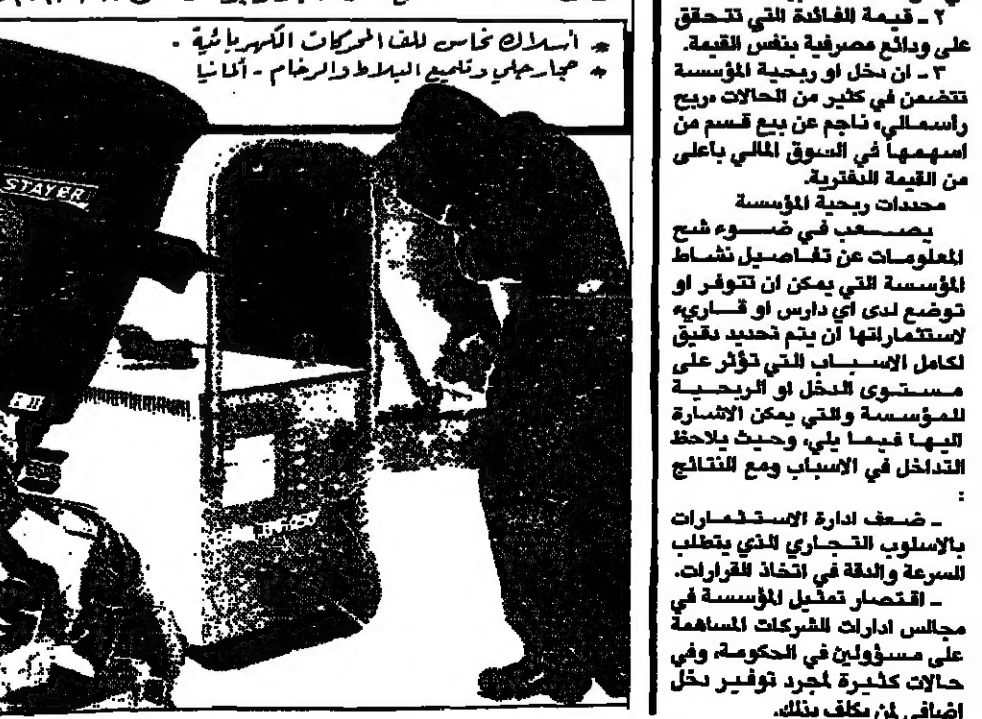 ٢ - قيمة الفائدة التي تتحقق
على ودائع مصرفية بنفس القيمة.
٣ - ان دخل او ربحية المؤسسة
تتضمن في كثير من الحالات «ربح
رأسمالي» ناجم عن بيع قسم من
اسهمها في السوق المالي بأعلى
من القيمة الدفترية.
محددات ربحية المؤسسة
يصعب في ضوء شح
المعلومات عن تفاصيل نشاط
المؤسسة التي يمكن ان تتوفر او
توضع لدى اي دارس او قاريء
لاستثماراتها أن يتم تحديد دقيق
لكامل الاسباب التي تؤثر على
مستوى الدخل او الربحية
للمؤسسة والتي يمكن الاشارة
اليها فيما يلي، وحيث يلاحظ
التداخل في الاسباب ومع النتائج
:
- ضعف ادارة الاستثمارات
بالاسلوب التجاري الذي يتطلب
السرعة والدقة في اتخاذ القرارات.
- اقتصار تمثيل المؤسسة في
مجالس ادارات الشركات المساهمة
على مسؤولين في الحكومة، وفي
حالات كثيرة لمجرد توفير دخل
اضافي لمن يكلف بذلك.
* أسلاك نحاس للف المحركات الكهربائية .
* حجار جلي وتلميع البلاط والرخام - ألمانيا
STAYER